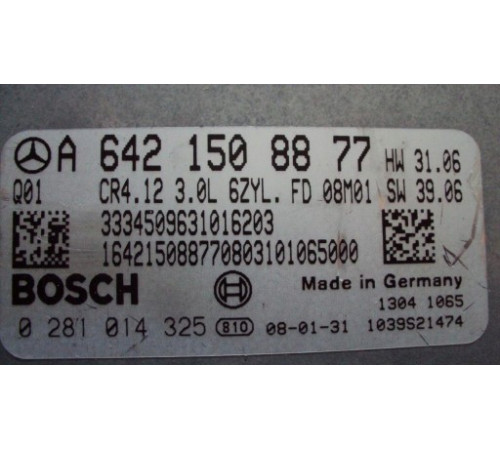 A 642 150 88 77 HW 31.06
Q01 CR4.12 3.0L 6ZYL. FD 08M01 SW 39.06
3334509631016203
164215088770803101065000
BOSCH Made in Germany
1304 1065
0 281 014 325 810 08-01-31 1039S21474